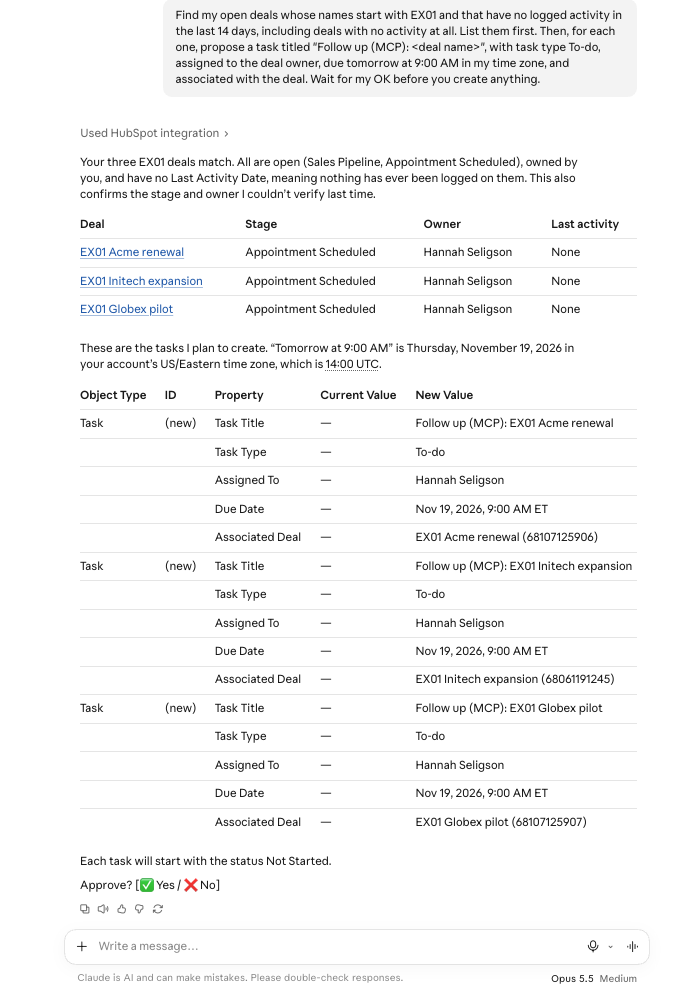 Find my open deals whose names start with EX01 and that have no logged activity in
the last 14 days, including deals with no activity at all. List them first. Then, for each
one, propose a task titled "Follow up (MCP): <deal name>", with task type To-do,
assigned to the deal owner, due tomorrow at 9:00 AM in my time zone, and
associated with the deal. Wait for my OK before you create anything.
Used HubSpot integration >
Your three EX01 deals match. All are open (Sales Pipeline, Appointment Scheduled), owned by
you, and have no Last Activity Date, meaning nothing has ever been logged on them. This also
confirms the stage and owner I couldn't verify last time.
Deal Stage Owner Last activity
EX01 Acme renewal Appointment Scheduled Hannah Seligson None
EX01 Initech expansion Appointment Scheduled Hannah Seligson None
EX01 Globex pilot Appointment Scheduled Hannah Seligson None
These are the tasks I plan to create. “Tomorrow at 9:00 AM” is Thursday, November 19, 2026 in
your account's US/Eastern time zone, which is 14:00 UTC.
Object Type ID Property Current Value New Value
Task (new) Task Title — Follow up (MCP): EX01 Acme renewal
Task Type — To-do
Assigned To — Hannah Seligson
Due Date — Nov 19, 2026, 9:00 AM ET
Associated Deal — EX01 Acme renewal (68107125906)
Task (new) Task Title — Follow up (MCP): EX01 Initech expansion
Task Type — To-do
Assigned To — Hannah Seligson
Due Date — Nov 19, 2026, 9:00 AM ET
Associated Deal — EX01 Initech expansion (68061191245)
Task (new) Task Title — Follow up (MCP): EX01 Globex pilot
Task Type — To-do
Assigned To — Hannah Seligson
Due Date — Nov 19, 2026, 9:00 AM ET
Associated Deal — EX01 Globex pilot (68107125907)
Each task will start with the status Not Started.
Approve? [✅ Yes / ❌ No]
Write a message...
Claude is AI and can make mistakes. Please double-check responses.
Opus 5.5 Medium